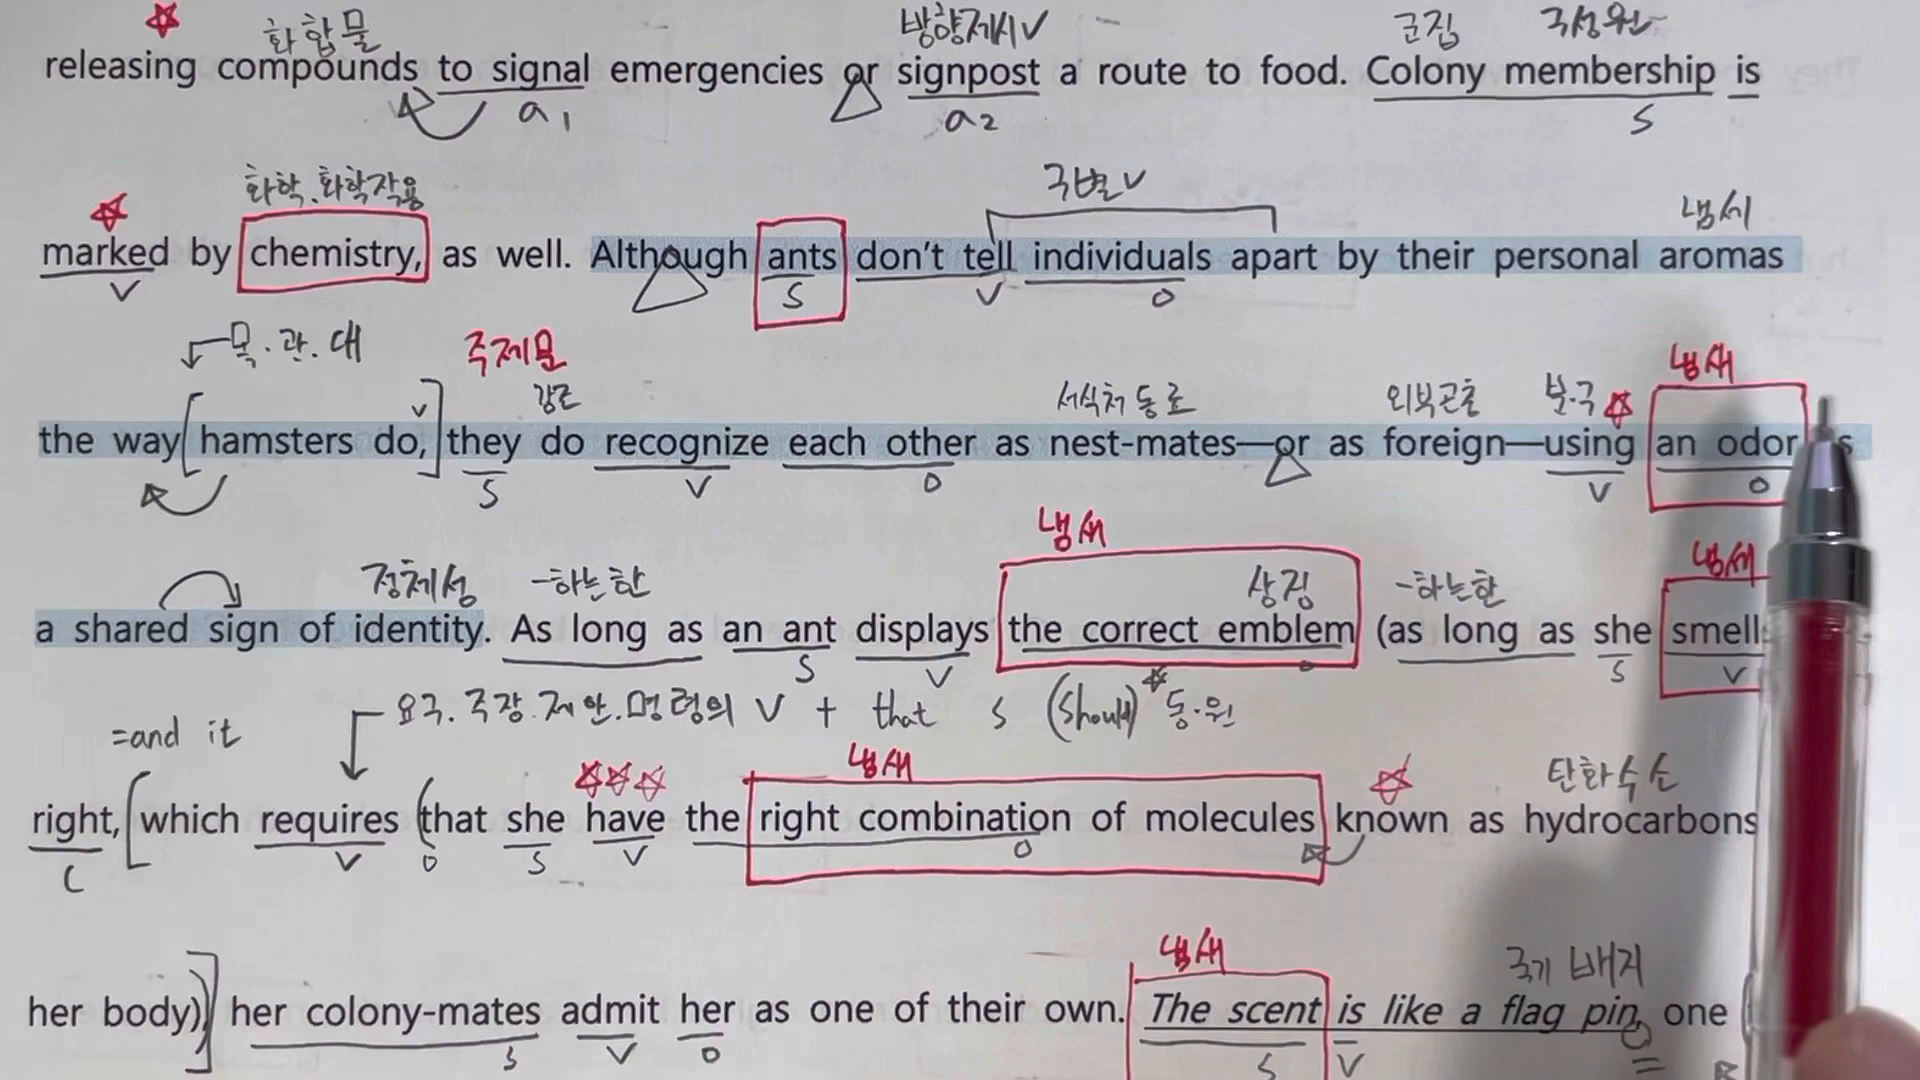 화합물 방향제시v 군집 구성원
releasing compounds to signal emergencies or signpost a route to food. Colony membership is
a1 a2 S
화학.화학작용 구별v 냄새
marked by chemistry, as well. Although ants don't tell individuals apart by their personal aromas
V S V O
목.관.대 주제문 강조 서식처 동료 외부곤충 분.구 냄새
the way [hamsters do,] they do recognize each other as nest-mates—or as foreign—using an odor
v S V O V O
정체성 -하는한 냄새 상징 -하는한 냄새
a shared sign of identity. As long as an ant displays the correct emblem (as long as she smell
S V o S V
=and it 요구.주장.제안.명령의 V + that S (should) 동.원
냄새 탄화수소
right, [which requires (that she have the right combination of molecules known as hydrocarbons
C V O S V O
냄새 국기 배지
her body)] her colony-mates admit her as one of their own. The scent is like a flag pin, one
S V O S V